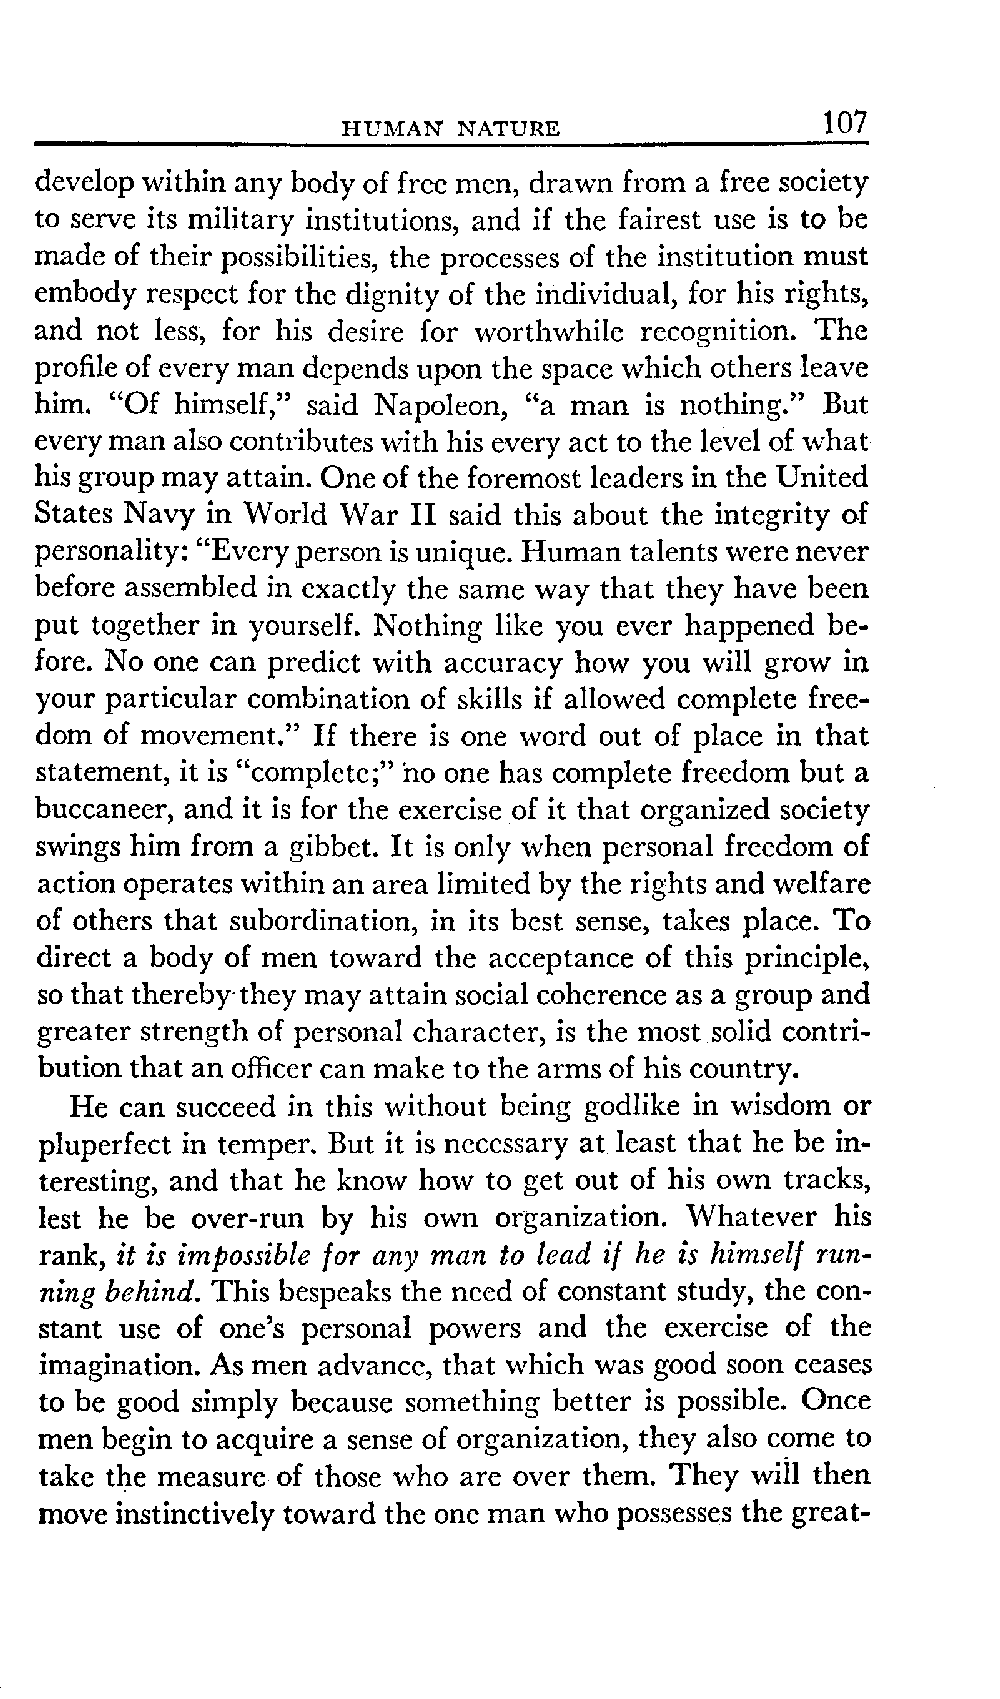 HUMAN NATURE 107
develop within any body of free men, drawn from a free society
to serve its military institutions, and if the fairest use is to be
made of their possibilities, the processes of the institution must
embody respect for the dignity of the individual, for his rights,
and not less, for his desire for worthwhile recognition. The
profile of every man depends upon the space which others leave
him. “Of himself,” said Napoleon, “a man is nothing.” But
every man also contributes with his every act to the level of what
his group may attain. One of the foremost leaders in the United
States Navy in World War II said this about the integrity of
personality: “Every person is unique. Human talents were never
before assembled in exactly the same way that they have been
put together in yourself. Nothing like you ever happened be-
fore. No one can predict with accuracy how you will grow in
your particular combination of skills if allowed complete free-
dom of movement.” If there is one word out of place in that
statement, it is “complete;” no one has complete freedom but a
buccaneer, and it is for the exercise of it that organized society
swings him from a gibbet. It is only when personal freedom of
action operates within an area limited by the rights and welfare
of others that subordination, in its best sense, takes place. To
direct a body of men toward the acceptance of this principle,
so that thereby they may attain social coherence as a group and
greater strength of personal character, is the most solid contri-
bution that an officer can make to the arms of his country.
He can succeed in this without being godlike in wisdom or
pluperfect in temper. But it is necessary at least that he be in-
teresting, and that he know how to get out of his own tracks,
lest he be over-run by his own organization. Whatever his
rank, it is impossible for any man to lead if he is himself run-
ning behind. This bespeaks the need of constant study, the con-
stant use of one’s personal powers and the exercise of the
imagination. As men advance, that which was good soon ceases
to be good simply because something better is possible. Once
men begin to acquire a sense of organization, they also come to
take the measure of those who are over them. They will then
move instinctively toward the one man who possesses the great-